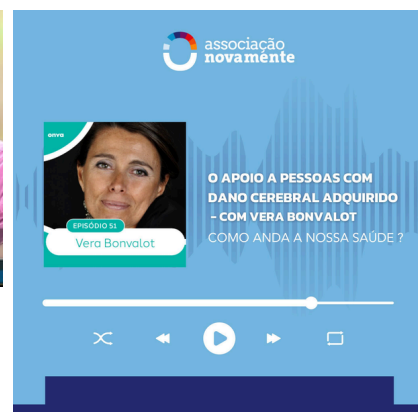 associação
novamente
onva
EPISÓDIO 51
Vera Bonvalot
O APOIO A PESSOAS COM
DANO CEREBRAL ADQUIRIDO
- COM VERA BONVALOT
COMO ANDA A NOSSA SAÚDE ?